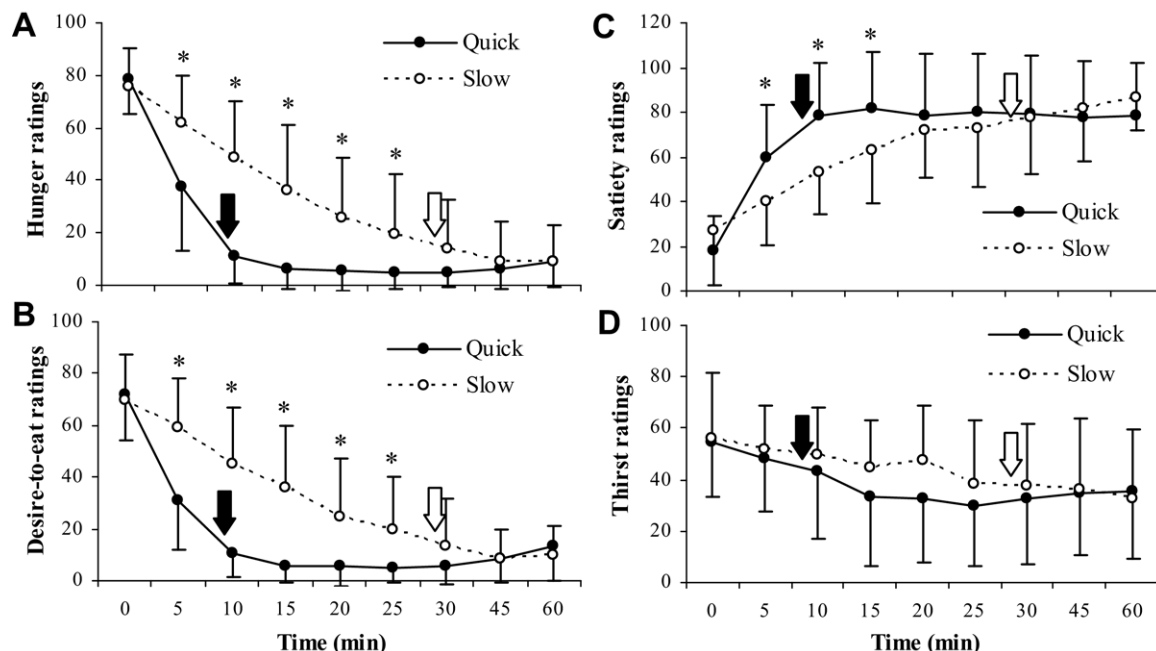 A
Hunger ratings
100
80
60
40
20
0
Quick
Slow
* * * * *
B
Desire-to-eat ratings
100
80
60
40
20
0
Quick
Slow
* * * * *
0 5 10 15 20 25 30 45 60
Time (min)
C
Satiety ratings
120
100
80
60
40
20
0
* * *
Quick
Slow
D
Thirst ratings
100
80
60
40
20
0
Quick
Slow
0 5 10 15 20 25 30 45 60
Time (min)